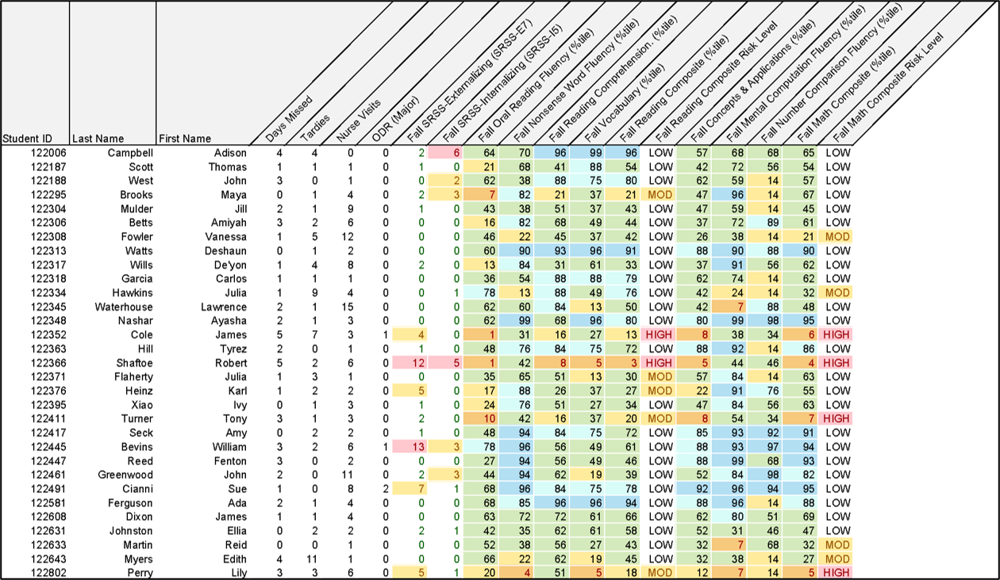 Student ID Last Name First Name Days Missed Tardies Nurse Visits ODR (Major) Fall SRSS-Externalizing (SRSS-E7) Fall SRSS-Internalizing (SRSS-I5) Fall Oral Reading Fluency (%tile) Fall Nonsense Word Fluency (%tile) Fall Reading Comprehension. (%tile) Fall Vocabulary (%tile) Fall Reading Composite (%tile) Fall Reading Composite Risk Level Fall Concepts & Applications (%tile) Fall Mental Computation Fluency (%tile) Fall Number Comparison Fluency (%tile) Fall Math Composite (%tile) Fall Math Composite Risk Level
122006 Campbell Adison 4 4 0 0 2 6 64 70 96 99 96 LOW 57 68 68 65 LOW
122187 Scott Thomas 1 1 1 0 1 0 21 68 41 88 54 LOW 42 72 56 54 LOW
122188 West John 3 0 1 0 0 2 62 38 88 75 80 LOW 62 59 14 57 LOW
122295 Brooks Maya 0 1 4 0 2 3 7 82 21 37 21 MOD 47 96 14 67 LOW
122304 Mulder Jill 2 1 9 0 1 0 43 38 51 37 43 LOW 47 59 14 45 LOW
122306 Betts Amiyah 3 2 6 0 0 0 16 82 68 49 44 LOW 37 72 89 61 LOW
122308 Fowler Vanessa 1 5 12 0 0 0 46 22 45 37 42 LOW 26 38 14 21 MOD
122313 Watts Deshaun 0 1 2 0 0 0 60 90 93 96 91 LOW 88 90 88 90 LOW
122317 Wills De'yon 1 4 8 0 2 0 13 84 31 61 33 LOW 37 91 56 62 LOW
122318 Garcia Carlos 1 1 1 0 0 0 36 54 88 88 79 LOW 62 74 14 62 LOW
122334 Hawkins Julia 1 9 4 0 0 1 78 13 88 49 76 LOW 42 24 14 32 MOD
122345 Waterhouse Lawrence 2 1 15 0 0 0 62 60 84 13 50 LOW 42 7 88 48 LOW
122348 Nashar Ayasha 2 1 3 0 0 0 62 99 68 96 80 LOW 80 99 98 95 LOW
122352 Cole James 5 7 3 1 4 0 1 31 16 27 13 HIGH 8 38 34 6 HIGH
122363 Hill Tyrez 2 0 1 0 1 0 48 76 84 75 72 LOW 88 92 14 86 LOW
122366 Shaftoe Robert 5 2 6 0 12 5 1 42 8 5 3 HIGH 5 44 46 4 HIGH
122371 Flaherty Julia 1 3 1 0 0 0 35 65 51 13 30 MOD 57 84 14 63 LOW
122376 Heinz Karl 1 2 2 0 5 0 17 88 26 37 27 MOD 22 91 76 55 LOW
122395 Xiao Ivy 0 1 3 0 1 0 24 76 51 27 34 LOW 47 84 56 63 LOW
122411 Turner Tony 3 1 3 0 2 0 10 42 16 37 20 MOD 8 54 34 7 HIGH
122417 Seck Amy 0 2 2 0 1 0 48 94 84 75 72 LOW 85 93 92 91 LOW
122445 Bevins William 3 2 6 1 13 3 78 96 56 49 61 LOW 88 93 97 94 LOW
122447 Reed Fenton 3 0 2 0 0 0 27 94 56 49 46 LOW 88 99 68 93 LOW
122461 Greenwood John 2 0 11 0 2 3 44 94 62 19 39 LOW 52 84 98 82 LOW
122491 Cianni Sue 1 0 8 2 7 1 68 96 84 75 78 LOW 92 96 94 95 LOW
122581 Ferguson Ada 2 1 4 0 0 0 68 85 96 96 94 LOW 88 96 14 88 LOW
122608 Dixon James 1 1 4 0 0 0 63 72 72 61 66 LOW 62 80 51 69 LOW
122631 Johnston Ellia 0 2 2 0 2 1 42 35 62 61 58 LOW 52 31 46 47 LOW
122633 Martin Reid 0 0 1 0 0 0 52 38 56 27 43 LOW 32 7 68 32 MOD
122643 Myers Edith 4 11 1 0 0 0 66 22 62 19 45 LOW 32 38 14 27 MOD
122802 Perry Lily 3 3 6 0 5 1 20 4 51 5 18 MOD 12 7 14 5 HIGH